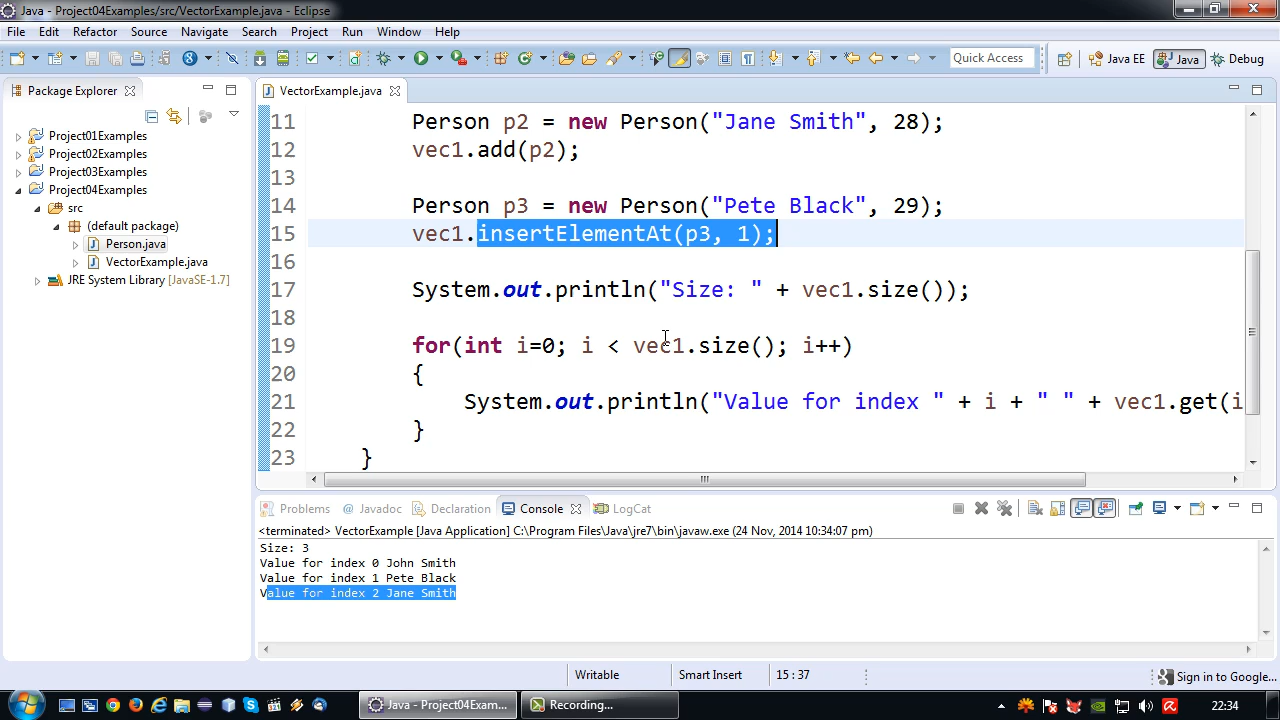 Java - Project04Examples/src/VectorExample.java - Eclipse
File Edit Refactor Source Navigate Search Project Run Window Help
Quick Access Java EE Java Debug
Package Explorer
Project01Examples
Project02Examples
Project03Examples
Project04Examples
src
(default package)
Person.java
VectorExample.java
JRE System Library [JavaSE-1.7]
VectorExample.java
11 Person p2 = new Person("Jane Smith", 28);
12 vec1.add(p2);
13
14 Person p3 = new Person("Pete Black", 29);
15 vec1.insertElementAt(p3, 1);
16
17 System.out.println("Size: " + vec1.size());
18
19 for(int i=0; i < vec1.size(); i++)
20 {
21 System.out.println("Value for index " + i + " " + vec1.get(i
22 }
23 }
Problems @ Javadoc Declaration Console LogCat
<terminated> VectorExample [Java Application] C:\Program Files\Java\jre7\bin\javaw.exe (24 Nov, 2014 10:34:07 pm)
Size: 3
Value for index 0 John Smith
Value for index 1 Pete Black
Value for index 2 Jane Smith
Writable Smart Insert 15 : 37 Sign in to Google...
Java - Project04Exam... Recording... 22:34